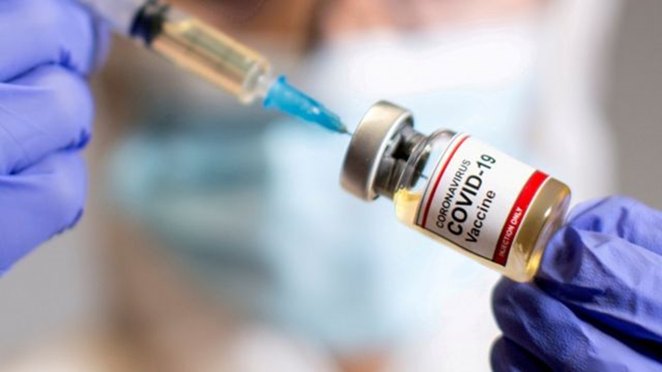 CORONAVIRUS
COVID-19
Vaccine
INJECTION ONLY